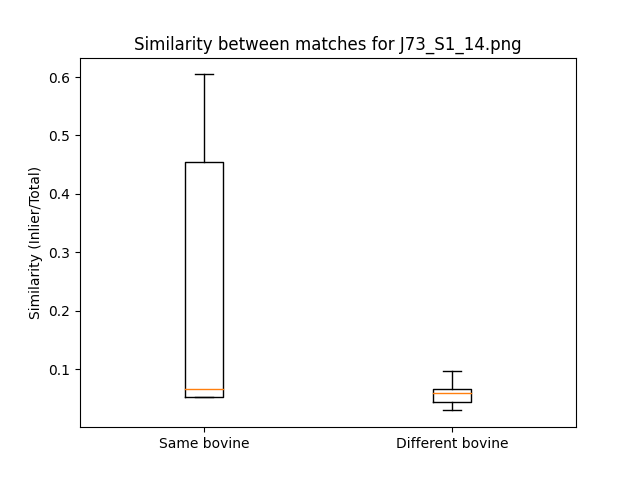 Similarity between matches for J73_S1_14.png
Similarity (Inlier/Total)
0.6
0.5
0.4
0.3
0.2
0.1
Same bovine
Different bovine